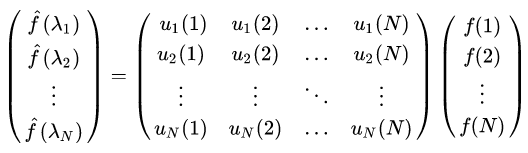 f̂(λ₁) u₁(1) u₁(2) … u₁(N) f(1)
f̂(λ₂) u₂(1) u₂(2) … u₂(N) f(2)
⋮ = ⋮ ⋮ ⋱ ⋮ ⋮
f̂(λ_N) u_N(1) u_N(2) … u_N(N) f(N)